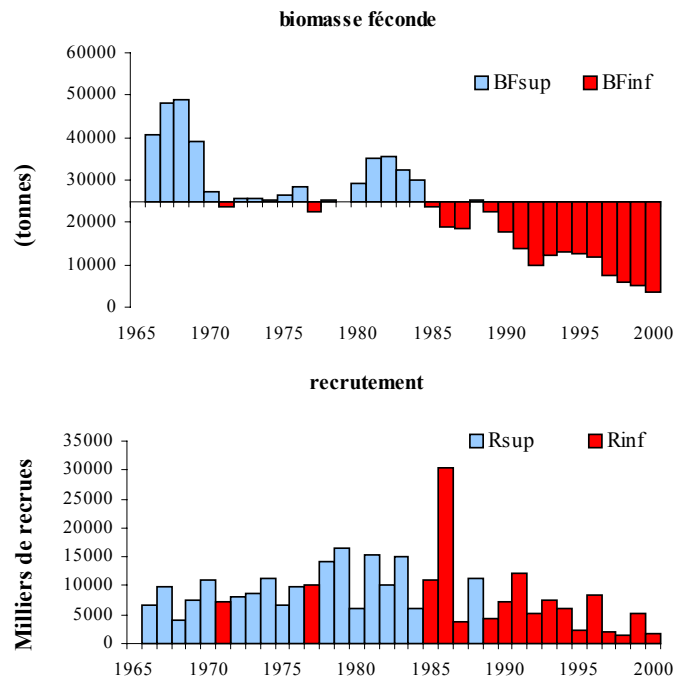 biomasse féconde
60000
BFsup BFinf
50000
40000
30000
20000
10000
0
(tonnes)
1965 1970 1975 1980 1985 1990 1995 2000
recrutement
35000
Rsup Rinf
30000
25000
20000
15000
10000
5000
0
Milliers de recrues
1965 1970 1975 1980 1985 1990 1995 2000